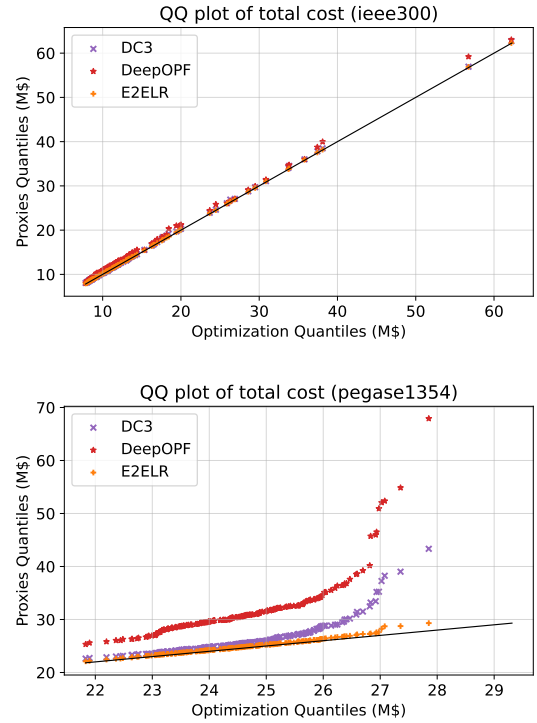 QQ plot of total cost (ieee300)
Proxies Quantiles (M$)
60
50
40
30
20
10
DC3
DeepOPF
E2ELR
10 20 30 40 50 60
Optimization Quantiles (M$)
QQ plot of total cost (pegase1354)
Proxies Quantiles (M$)
70
60
50
40
30
20
DC3
DeepOPF
E2ELR
22 23 24 25 26 27 28 29
Optimization Quantiles (M$)